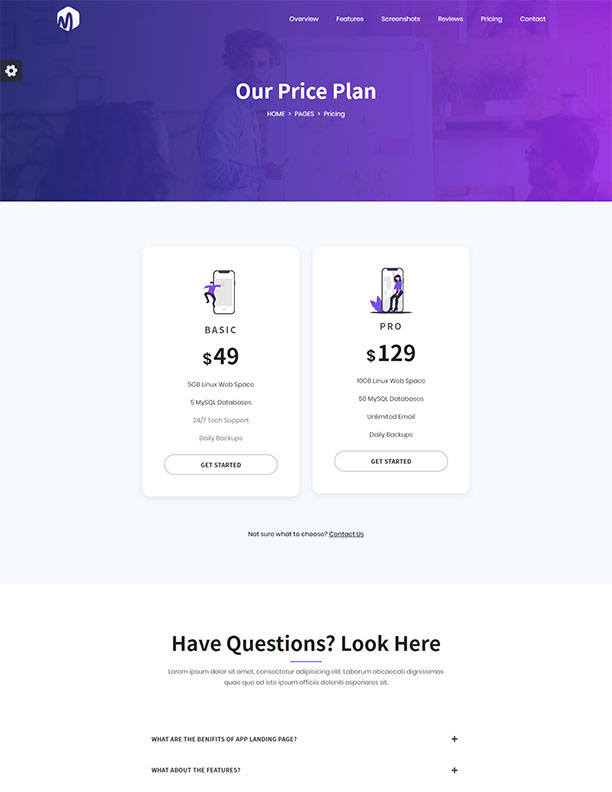 Overview Features Screenshots Reviews Pricing Contact
Our Price Plan
HOME > PAGES > Pricing
BASIC
$49
5GB Linux Web Space
5 MySQL Databases
24/7 Tech Support
Daily Backups
GET STARTED
PRO
$129
10GB Linux Web Space
50 MySQL Databases
Unlimited Email
Daily Backups
GET STARTED
Not sure what to choose? Contact Us
Have Questions? Look Here
Lorem ipsum dolor sit amet, consectetur adipisicing elit. Laborum obcaecati dignissimos
quae quo ad iste ipsum officiis deleniti asperiores sit.
WHAT ARE THE BENIFITS OF APP LANDING PAGE? +
WHAT ABOUT THE FEATURES? +